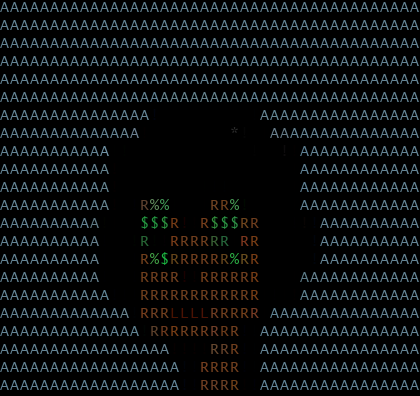 AAAAAAAAAAAAAAAAAAAAAAAAAAAAAAAAAAAAAAAAAA
AAAAAAAAAAAAAAAAAAAAAAAAAAAAAAAAAAAAAAAAAA
AAAAAAAAAAAAAAAAAAAAAAAAAAAAAAAAAAAAAAAAAA
AAAAAAAAAAAAAAAAAAAAAAAAAAAAAAAAAAAAAAAAAA
AAAAAAAAAAAAAAAAAAAAAAAAAAAAAAAAAAAAAAAAAA
AAAAAAAAAAAAAAAAAAAAAAAAAAAAAAAAAAAAAAAAAA
AAAAAAAAAAAAAAA           AAAAAAAAAAAAAAAA
AAAAAAAAAAAAAA         *   AAAAAAAAAAAAAAA
AAAAAAAAAAA                   AAAAAAAAAAAA
AAAAAAAAAAA                   AAAAAAAAAAAA
AAAAAAAAAAA                   AAAAAAAAAAAA
AAAAAAAAAAA   R%%    RR%      AAAAAAAAAAAA
AAAAAAAAAA    $$$R  R$$$RR      AAAAAAAAAA
AAAAAAAAAA    R  RRRRRR RR      AAAAAAAAAA
AAAAAAAAAA    R%$RRRRRR%RR      AAAAAAAAAA
AAAAAAAAAA    RRRR  RRRRRR    AAAAAAAAAAAA
AAAAAAAAAAA   RRRRRRRRRRRR    AAAAAAAAAAAA
AAAAAAAAAAAAA RRRLLLLRRRRR AAAAAAAAAAAAAAA
AAAAAAAAAAAAAA RRRRRRRRR  AAAAAAAAAAAAAAAA
AAAAAAAAAAAAAAAAA    RRR  AAAAAAAAAAAAAAAA
AAAAAAAAAAAAAAAAAA  RRRR  AAAAAAAAAAAAAAAA
AAAAAAAAAAAAAAAAAA  RRRR  AAAAAAAAAAAAAAAA